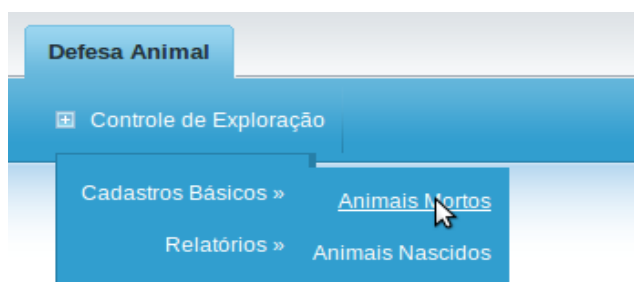 Defesa Animal
Controle de Exploração
Cadastros Básicos »
Animais Mortos
Relatórios »
Animais Nascidos